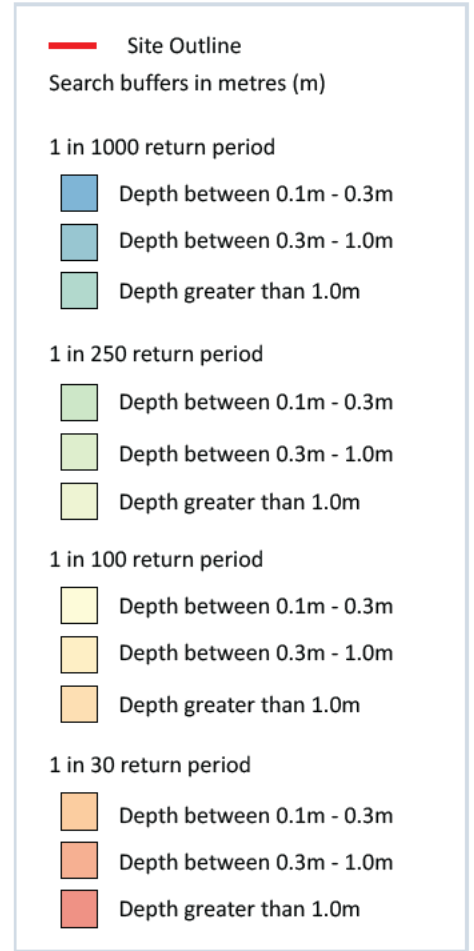 Site Outline
Search buffers in metres (m)
1 in 1000 return period
Depth between 0.1m - 0.3m
Depth between 0.3m - 1.0m
Depth greater than 1.0m
1 in 250 return period
Depth between 0.1m - 0.3m
Depth between 0.3m - 1.0m
Depth greater than 1.0m
1 in 100 return period
Depth between 0.1m - 0.3m
Depth between 0.3m - 1.0m
Depth greater than 1.0m
1 in 30 return period
Depth between 0.1m - 0.3m
Depth between 0.3m - 1.0m
Depth greater than 1.0m